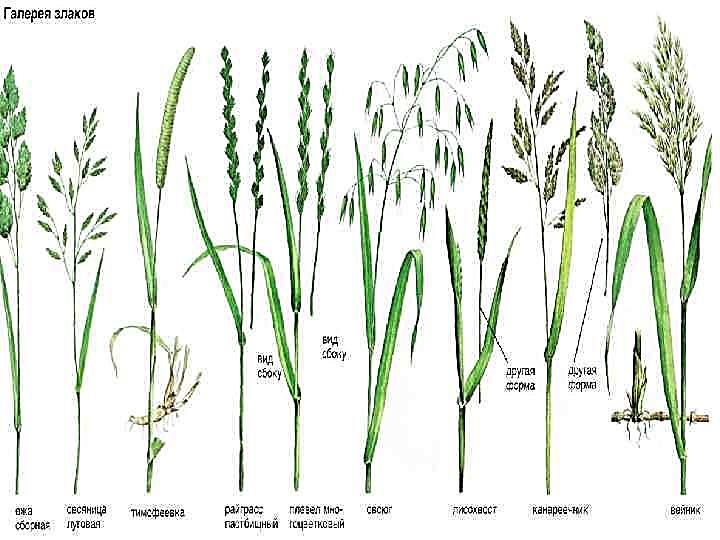 Галерея злаков
вид
сбоку
вид
сбоку
другая
форма
другая
форма
ежа
сборная
овсяница
луговая
тимофеевка
райграсс
пастбищный
плевел мно-
гоцветковый
овсюг
лисохвост
канареечник
вейник